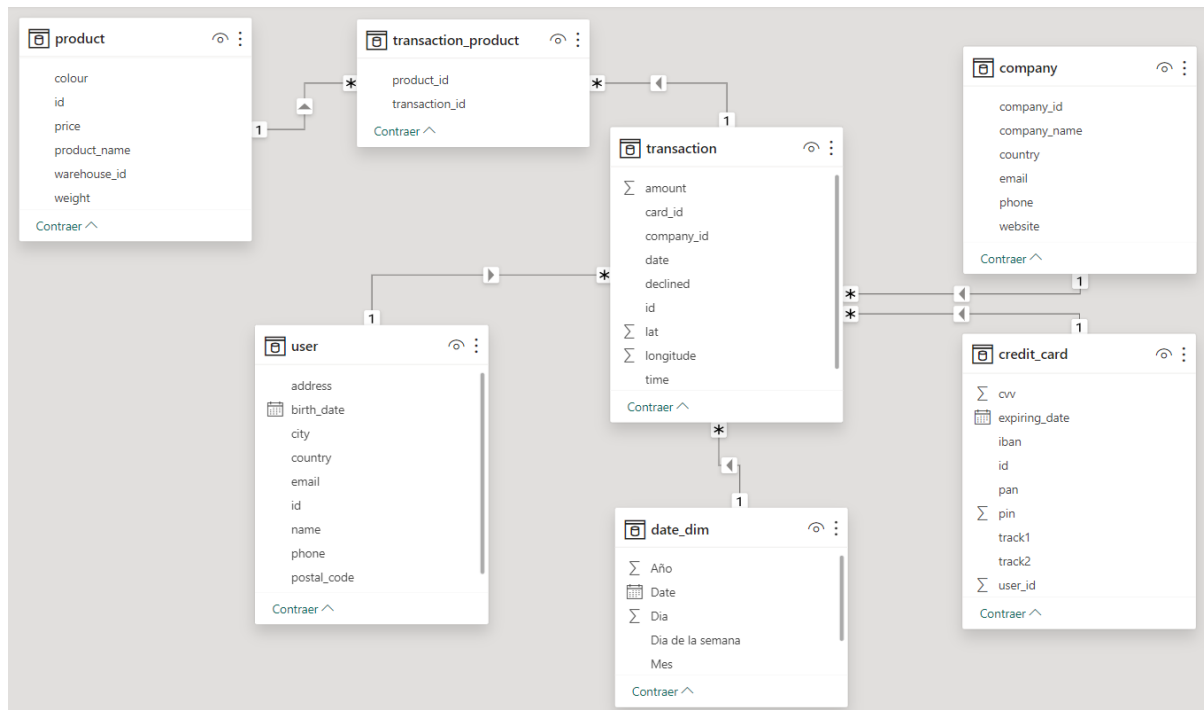 product
colour
id
price
product_name
warehouse_id
weight
Contraer
transaction_product
product_id
transaction_id
Contraer
company
company_id
company_name
country
email
phone
website
Contraer
transaction
amount
card_id
company_id
date
declined
id
lat
longitude
time
Contraer
user
address
birth_date
city
country
email
id
name
phone
postal_code
Contraer
credit_card
cvv
expiring_date
iban
id
pan
pin
track1
track2
user_id
Contraer
date_dim
Año
Date
Dia
Dia de la semana
Mes
Contraer
1
*
*
1
1
*
*
1
*
1
*
1